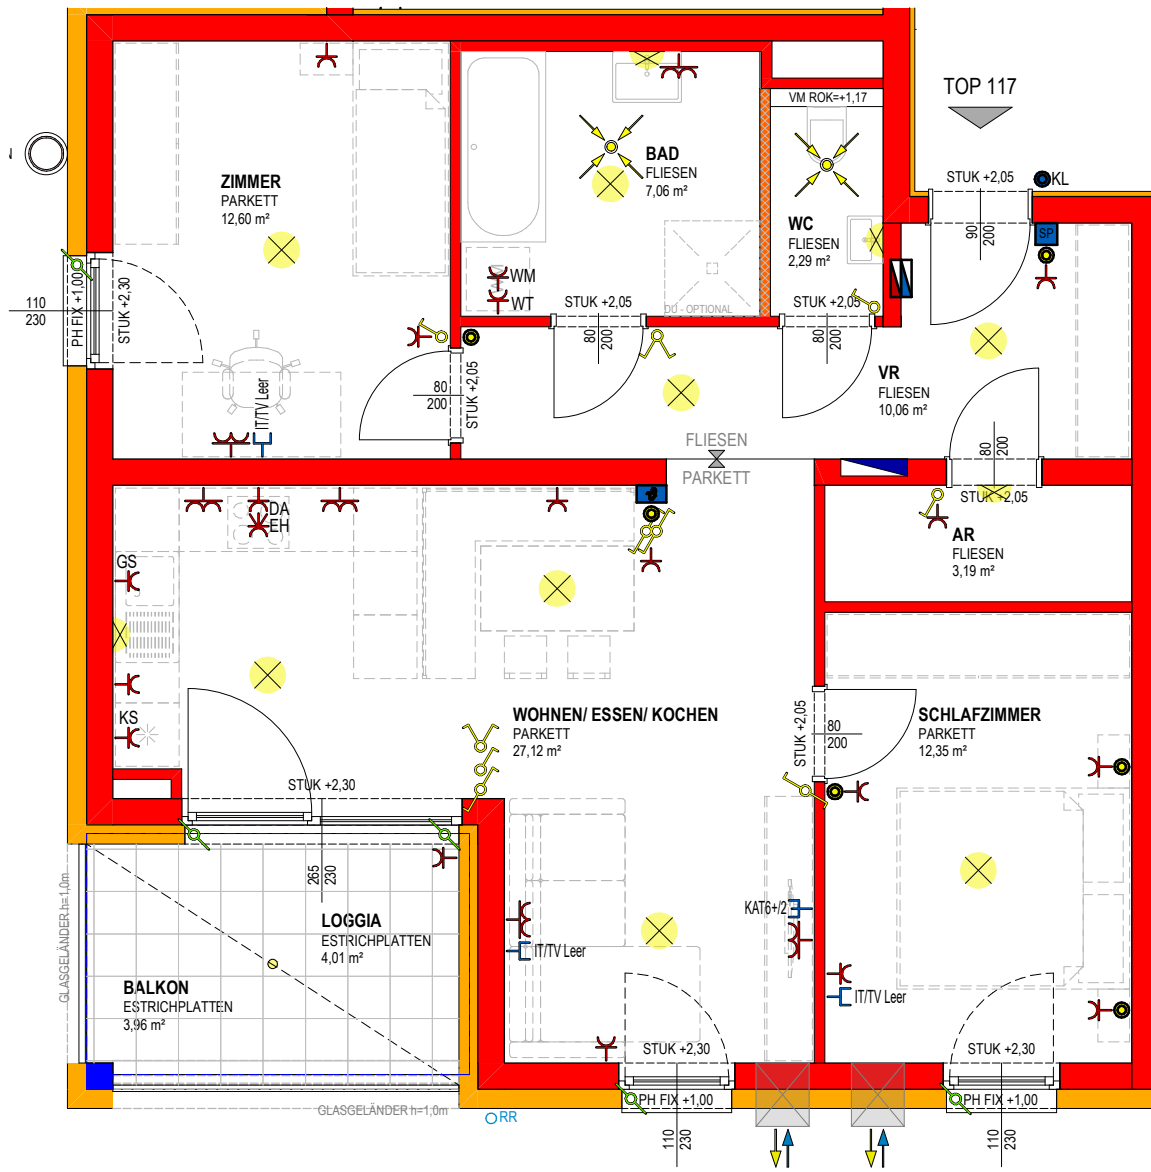 TOP 117
VM ROK=+1,17
BAD
FLIESEN
7,06 m²
ZIMMER
PARKETT
12,60 m²
STUK +2,05
KL
90
200
SP
WC
FLIESEN
2,29 m²
PH FIX +1,00
STUK +2,30
110
230
WM
WT
DU - OPTIONAL
STUK +2,05
80
200
STUK +2,05
80
200
VR
FLIESEN
10,06 m²
IT/TV Leer
80
200
STUK +2,05
FLIESEN
PARKETT
80
200
STUK +2,05
DA
EH
AR
FLIESEN
3,19 m²
GS
KS
WOHNEN/ ESSEN/ KOCHEN
PARKETT
27,12 m²
STUK +2,05
80
200
SCHLAFZIMMER
PARKETT
12,35 m²
STUK +2,30
265
230
GLASGELÄNDER h=1,0m
LOGGIA
ESTRICHPLATTEN
4,01 m²
BALKON
ESTRICHPLATTEN
3,96 m²
KAT6+/2
IT/TV Leer
IT/TV Leer
STUK +2,30
STUK +2,30
PH FIX +1,00
PH FIX +1,00
GLASGELÄNDER h=1,0m
RR
110
230
110
230